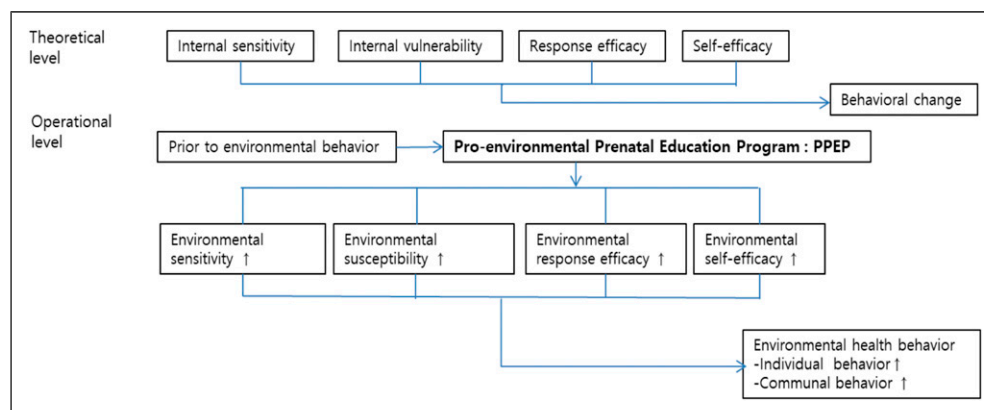 Theoretical
level
Internal sensitivity
Internal vulnerability
Response efficacy
Self-efficacy
Behavioral change
Operational
level
Prior to environmental behavior
Pro-environmental Prenatal Education Program : PPEP
Environmental
sensitivity ↑
Environmental
susceptibility ↑
Environmental
response efficacy ↑
Environmental
self-efficacy ↑
Environmental health behavior
-Individual behavior↑
-Communal behavior ↑